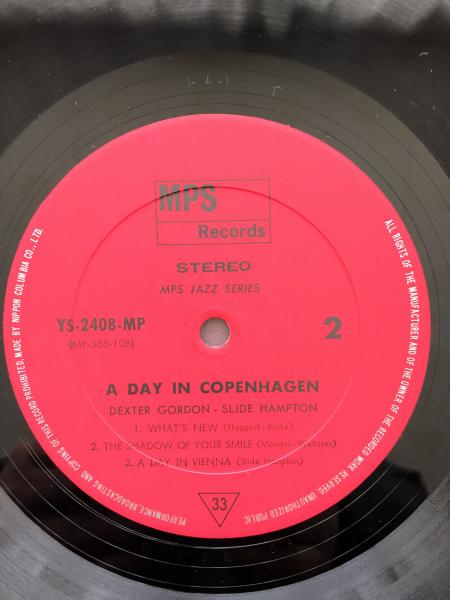 MPS
Records
STEREO
MPS JAZZ SERIES
YS-2408-MP
2
(MP-358-108)
A DAY IN COPENHAGEN
DEXTER GORDON - SLIDE HAMPTON
1. WHAT'S NEW (Haggart-Burke)
2. THE SHADOW OF YOUR SMILE (Mandel-Webster)
3. A DAY IN VIENNA (Slide Hampton)
33
ALL RIGHTS OF THE MANUFACTURER AND OF THE OWNER OF THE RECORDED WORK RESERVED. UNAUTHORIZED PUBLIC PERFORMANCE, BROADCASTING AND COPYING OF THIS RECORD PROHIBITED. MADE BY NIPPON COLUMBIA CO., LTD.